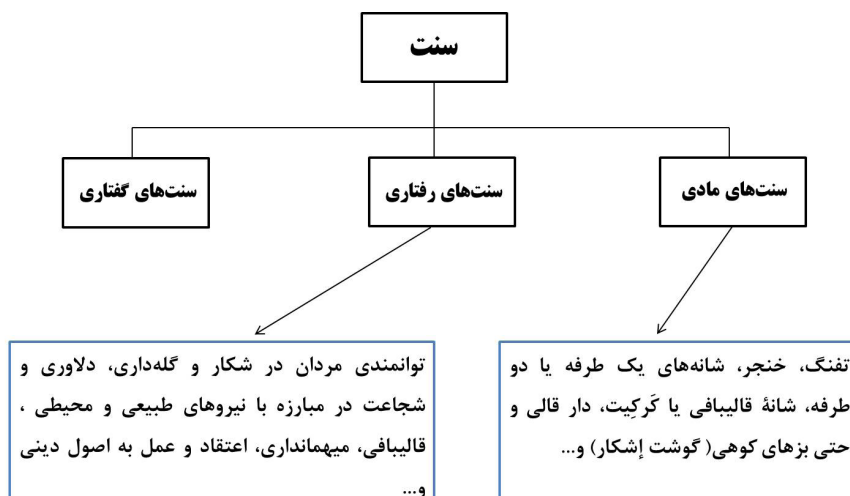 سنت
سنت‌های مادی
سنت‌های رفتاری
سنت‌های گفتاری
تفنگ، خنجر، شانه‌های یک طرفه یا دو
طرفه، شانۀ قالیبافی یا کَرکِیت، دار قالی و
حتی بزهای کوهی( گوشت إشکار) و...
توانمندی مردان در شکار و گله‌داری، دلاوری و
شجاعت در مبارزه با نیروهای طبیعی و محیطی ،
قالیبافی، میهمانداری، اعتقاد و عمل به اصول دینی
و...